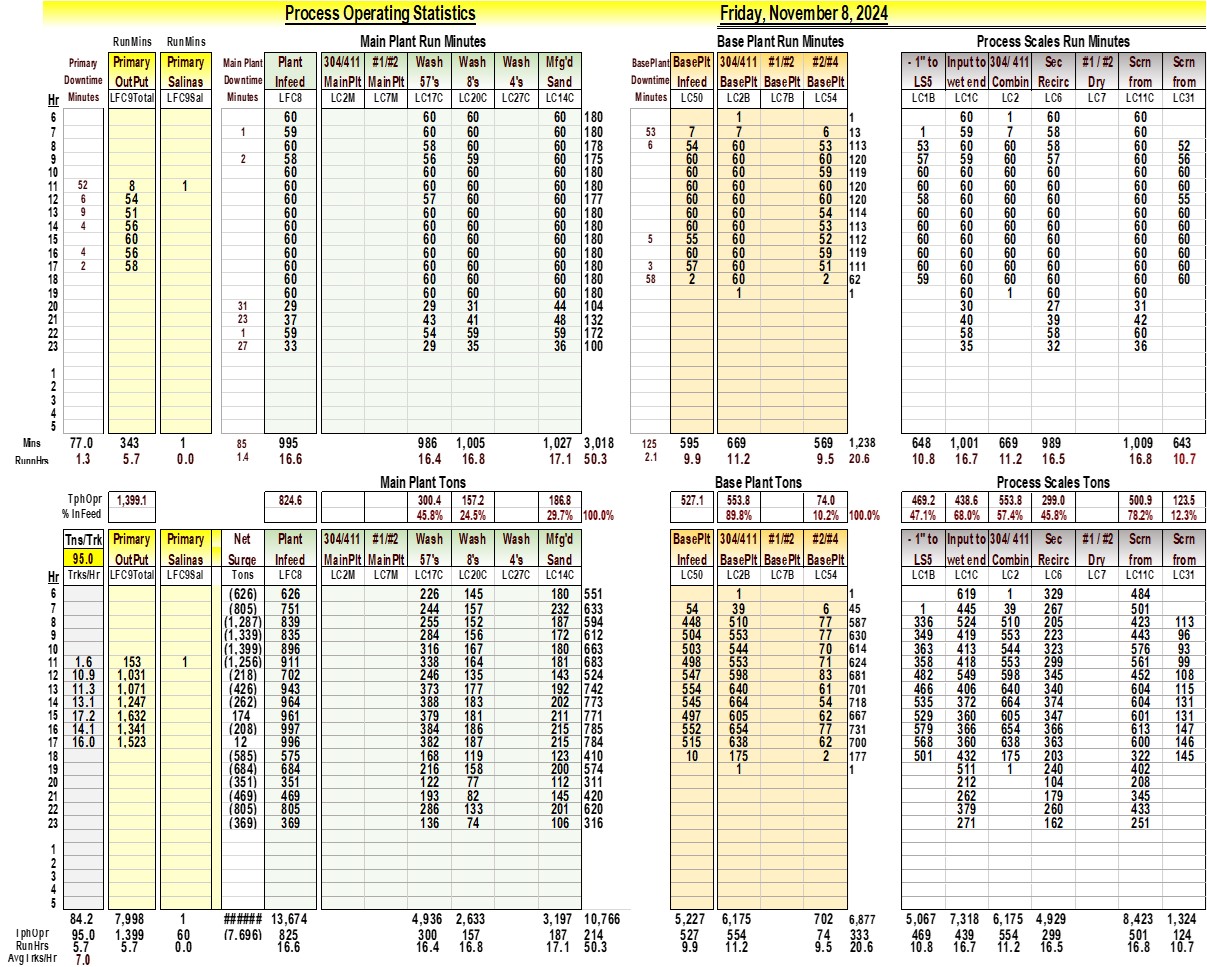 Process Operating Statistics Friday, November 8, 2024
RunMins RunMins Main Plant Run Minutes Base Plant Run Minutes Process Scales Run Minutes
Primary Primary Primary Main Plant Plant 304/411 #1/#2 Wash Wash Wash Mfg'd BasePlant BasePlt 304/411 #1/#2 #2/#4 - 1" to Input to 304/ 411 Sec #1 / #2 Scrn Scrn
Downtime OutPut Salinas Downtime Infeed MainPlt MainPlt 57's 8's 4's Sand Downtime Infeed BasePlt BasePlt BasePlt LS5 wet end Combin Recirc Dry from from
Hr Minutes LFC9Total LFC9Sal Minutes LFC8 LC2M LC7M LC17C LC20C LC27C LC14C Minutes LC50 LC2B LC7B LC54 LC1B LC1C LC2 LC6 LC7 LC11C LC31
6 60 60 60 60 180 1 1 60 1 60 60
7 1 59 60 60 60 180 53 7 7 6 13 1 59 7 58 60
8 60 58 60 60 178 6 54 60 53 113 53 60 60 58 60 52
9 2 58 56 59 60 175 60 60 60 120 57 59 60 57 60 56
10 60 60 60 60 180 60 60 59 119 60 60 60 60 60 60
11 52 8 1 60 60 60 60 180 60 60 60 120 60 60 60 60 60 60
12 6 54 60 57 60 60 177 60 60 60 120 58 60 60 60 60 55
13 9 51 60 60 60 60 180 60 60 54 114 60 60 60 60 60 60
14 4 56 60 60 60 60 180 60 60 53 113 60 60 60 60 60 60
15 60 60 60 60 60 180 5 55 60 52 112 60 60 60 60 60 60
16 4 56 60 60 60 60 180 60 60 59 119 60 60 60 60 60 60
17 2 58 60 60 60 60 180 3 57 60 51 111 60 60 60 60 60 60
18 60 60 60 60 180 58 2 60 2 62 59 60 60 60 60 60
19 60 60 60 60 180 1 1 60 1 60 60
20 31 29 29 31 44 104 30 27 31
21 23 37 43 41 48 132 40 39 42
22 1 59 54 59 59 172 58 58 60
23 27 33 29 35 36 100 35 32 36
1
2
3
4
5
Mins 77.0 343 1 85 995 986 1,005 1,027 3,018 125 595 669 569 1,238 648 1,001 669 989 1,009 643
RunnHrs 1.3 5.7 0.0 1.4 16.6 16.4 16.8 17.1 50.3 2.1 9.9 11.2 9.5 20.6 10.8 16.7 11.2 16.5 16.8 10.7
Main Plant Tons Base Plant Tons Process Scales Tons
TphOpr 1,399.1 824.6 300.4 157.2 186.8 527.1 553.8 74.0 469.2 438.6 553.8 299.0 500.9 123.5
% InFeed 45.8% 24.5% 29.7% 100.0% 89.8% 10.2% 100.0% 47.1% 68.0% 57.4% 45.8% 78.2% 12.3%
Tns/Trk Primary Primary Net Plant 304/411 #1/#2 Wash Wash Wash Mfg'd BasePlt 304/411 #1/#2 #2/#4 - 1" to Input to 304/ 411 Sec #1 / #2 Scrn Scrn
95.0 OutPut Salinas Surge Infeed MainPlt MainPlt 57's 8's 4's Sand Infeed BasePlt BasePlt BasePlt LS5 wet end Combin Recirc Dry from from
Hr Trks/Hr LFC9Total LFC9Sal Tons LFC8 LC2M LC7M LC17C LC20C LC27C LC14C LC50 LC2B LC7B LC54 LC1B LC1C LC2 LC6 LC7 LC11C LC31
6 (626) 626 226 145 180 551 1 1 619 1 329 484
7 (805) 751 244 157 232 633 54 39 6 45 1 445 39 267 501
8 (1,287) 839 255 152 187 594 448 510 77 587 336 524 510 205 423 113
9 (1,339) 835 284 156 172 612 504 553 77 630 349 419 553 223 443 96
10 (1,399) 896 316 167 180 663 503 544 70 614 363 413 544 323 576 93
11 1.6 153 1 (1,256) 911 338 164 181 683 498 553 71 624 358 418 553 299 561 99
12 10.9 1,031 (218) 702 246 135 143 524 547 598 83 681 482 549 598 345 452 108
13 11.3 1,071 (426) 943 373 177 192 742 554 640 61 701 466 406 640 340 604 115
14 13.1 1,247 (262) 964 388 183 202 773 545 664 54 718 535 372 664 374 604 131
15 17.2 1,632 174 961 379 181 211 771 497 605 62 667 529 360 605 347 601 131
16 14.1 1,341 (208) 997 384 186 215 785 552 654 77 731 579 366 654 366 613 147
17 16.0 1,523 12 996 382 187 215 784 515 638 62 700 568 360 638 363 600 146
18 (585) 575 168 119 123 410 10 175 2 177 501 432 175 203 322 145
19 (684) 684 216 158 200 574 1 1 511 1 240 402
20 (351) 351 122 77 112 311 212 104 208
21 (469) 469 193 82 145 420 262 179 345
22 (805) 805 286 133 201 620 379 260 433
23 (369) 369 136 74 106 316 271 162 251
1
2
3
4
5
84.2 7,998 1 ###### 13,674 4,936 2,633 3,197 10,766 5,227 6,175 702 6,877 5,067 7,318 6,175 4,929 8,423 1,324
TphOpr 95.0 1,399 60 (7.696) 825 300 157 187 214 527 554 74 333 469 439 554 299 501 124
RunHrs 5.7 5.7 0.0 16.6 16.4 16.8 17.1 50.3 9.9 11.2 9.5 20.6 10.8 16.7 11.2 16.5 16.8 10.7
AvgTrks/Hr 7.0